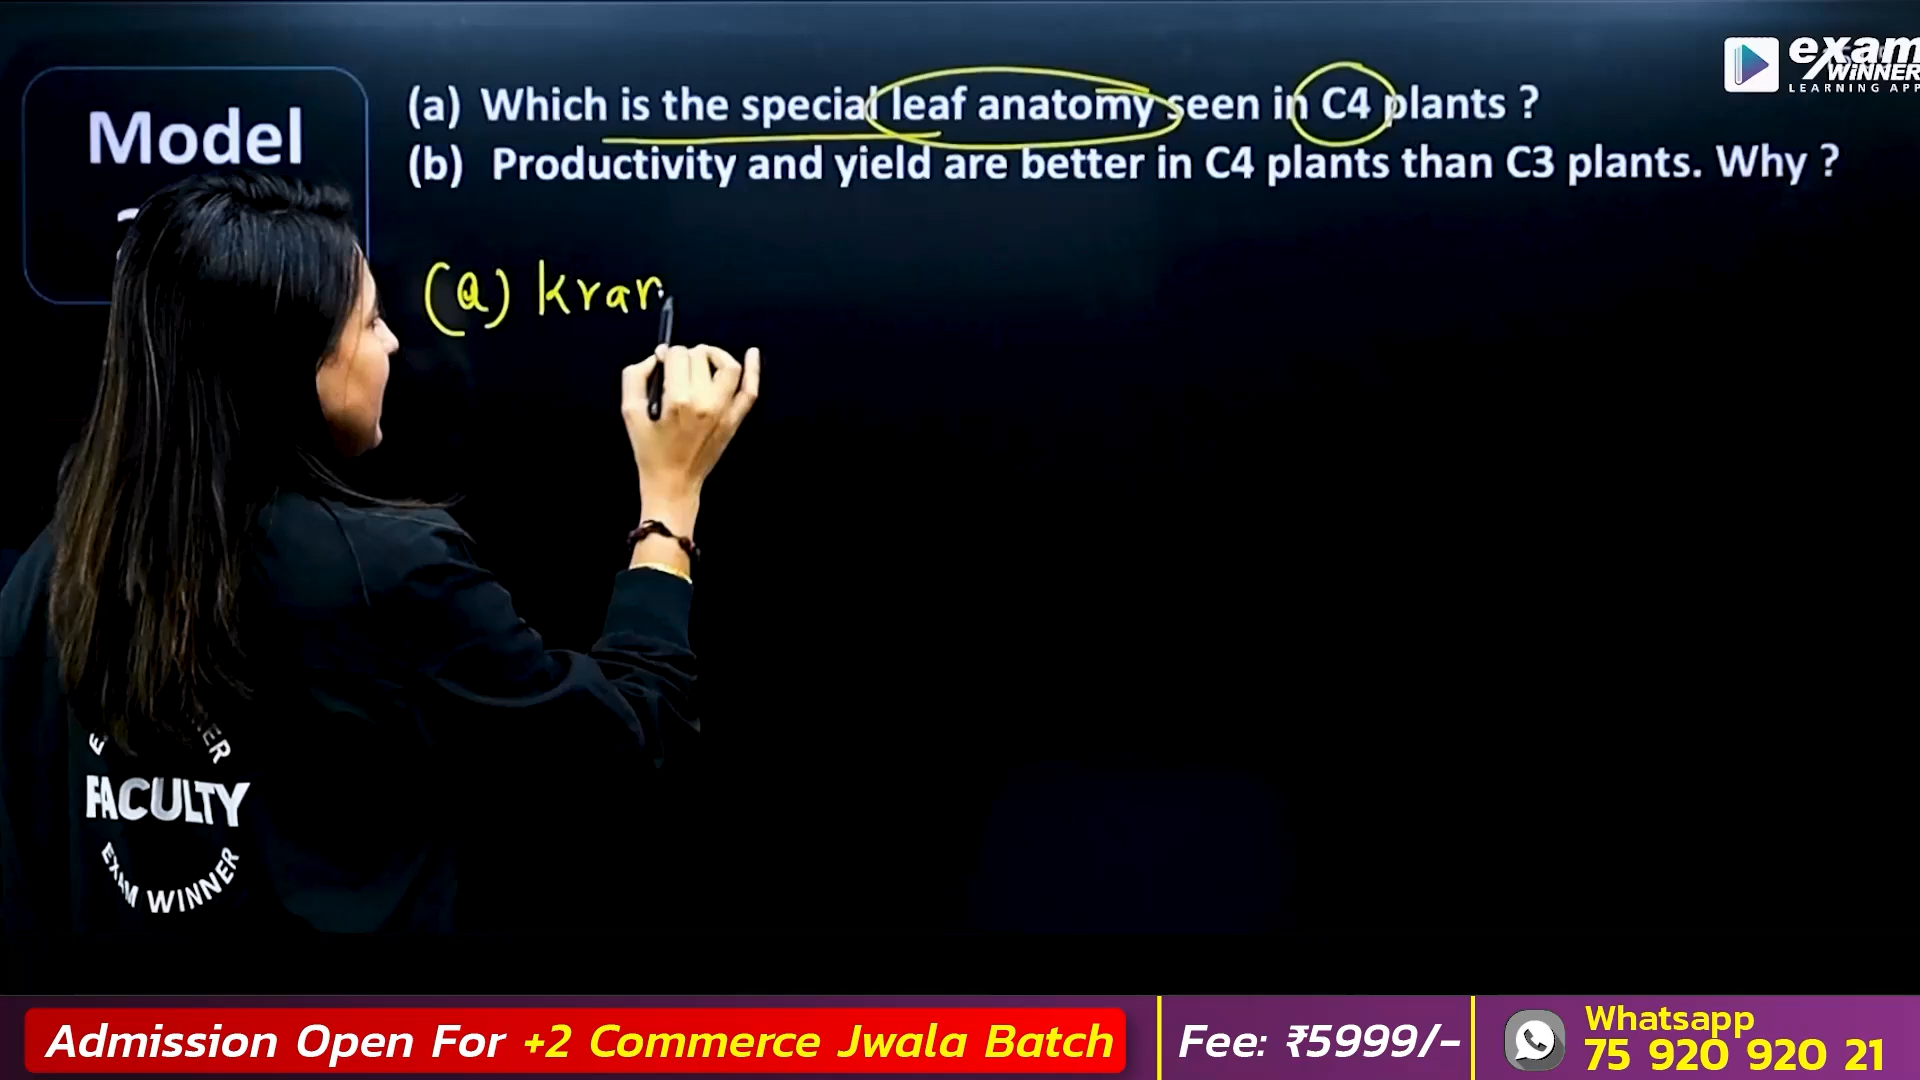 exam
WINNER
LEARNING APP
Model
(a) Which is the special leaf anatomy seen in C4 plants ?
(b) Productivity and yield are better in C4 plants than C3 plants. Why ?
(a) kran
FACULTY
EXAM WINNER
Admission Open For +2 Commerce Jwala Batch
Fee: ₹5999/-
Whatsapp
75 920 920 21